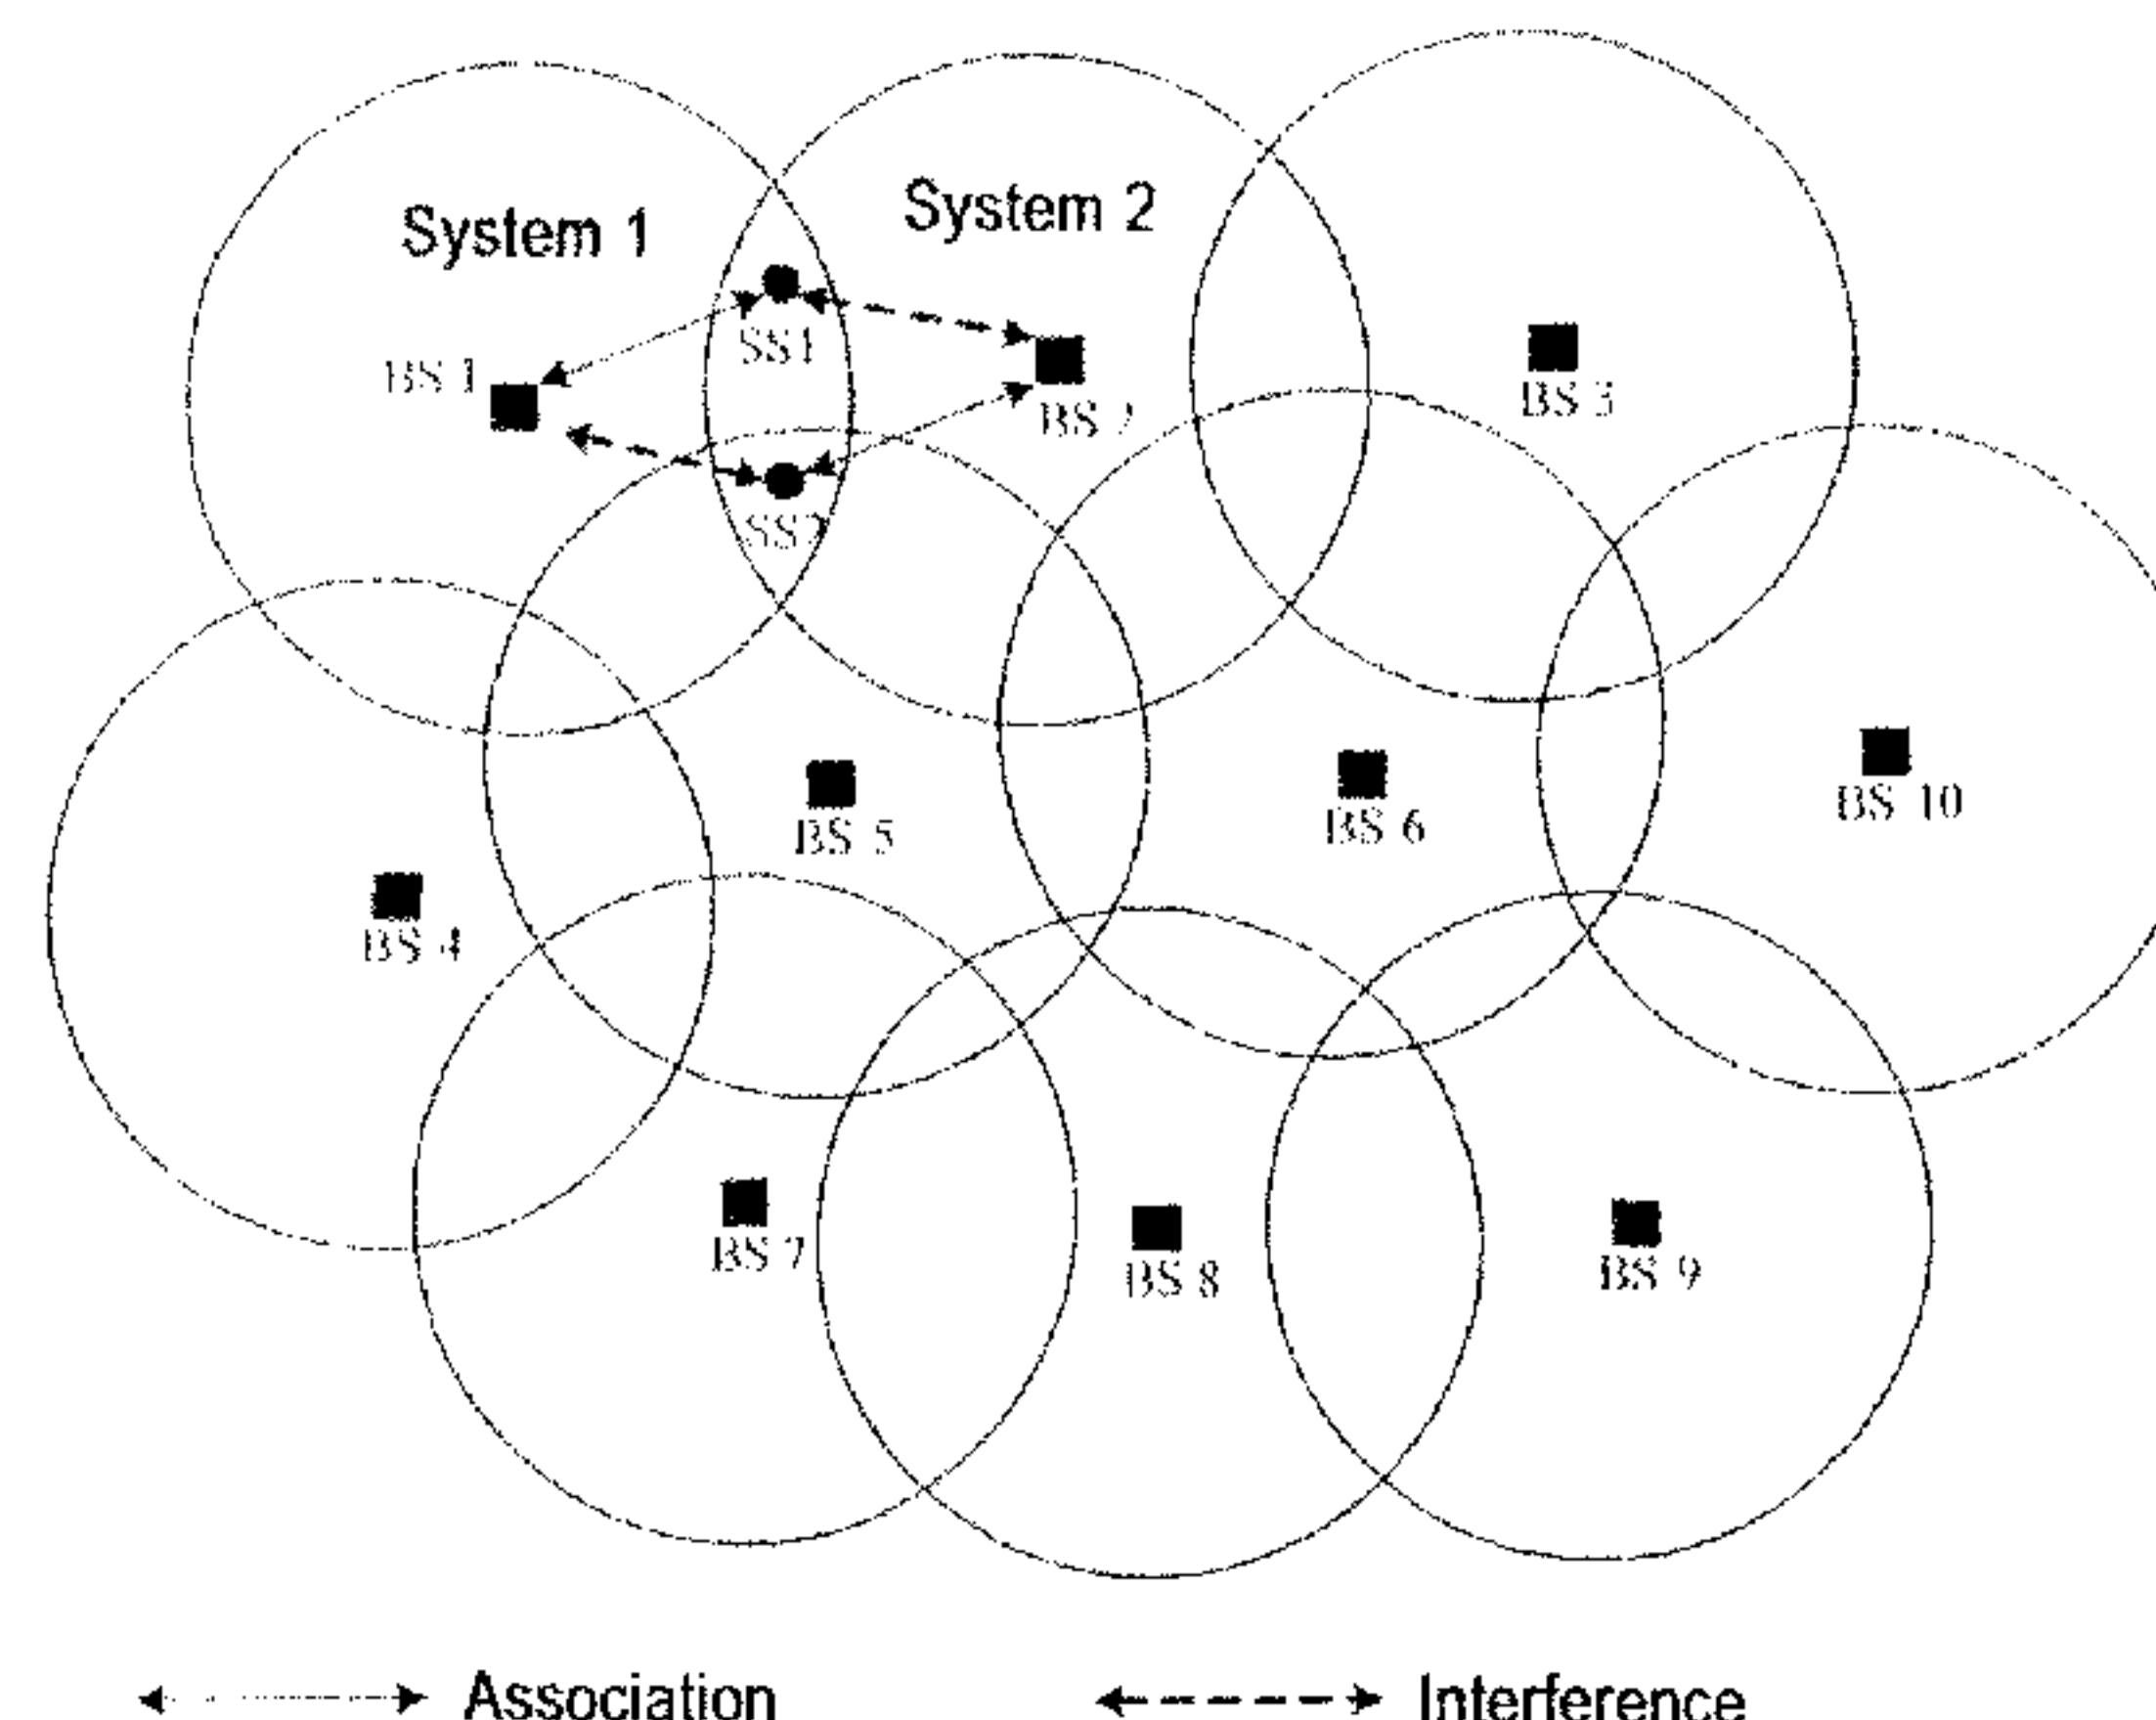 System 1
System 2
SS1
BS 1
BS 2
BS 3
SS2
BS 5
BS 6
BS 10
BS 4
BS 7
BS 8
BS 9
Association
Interference